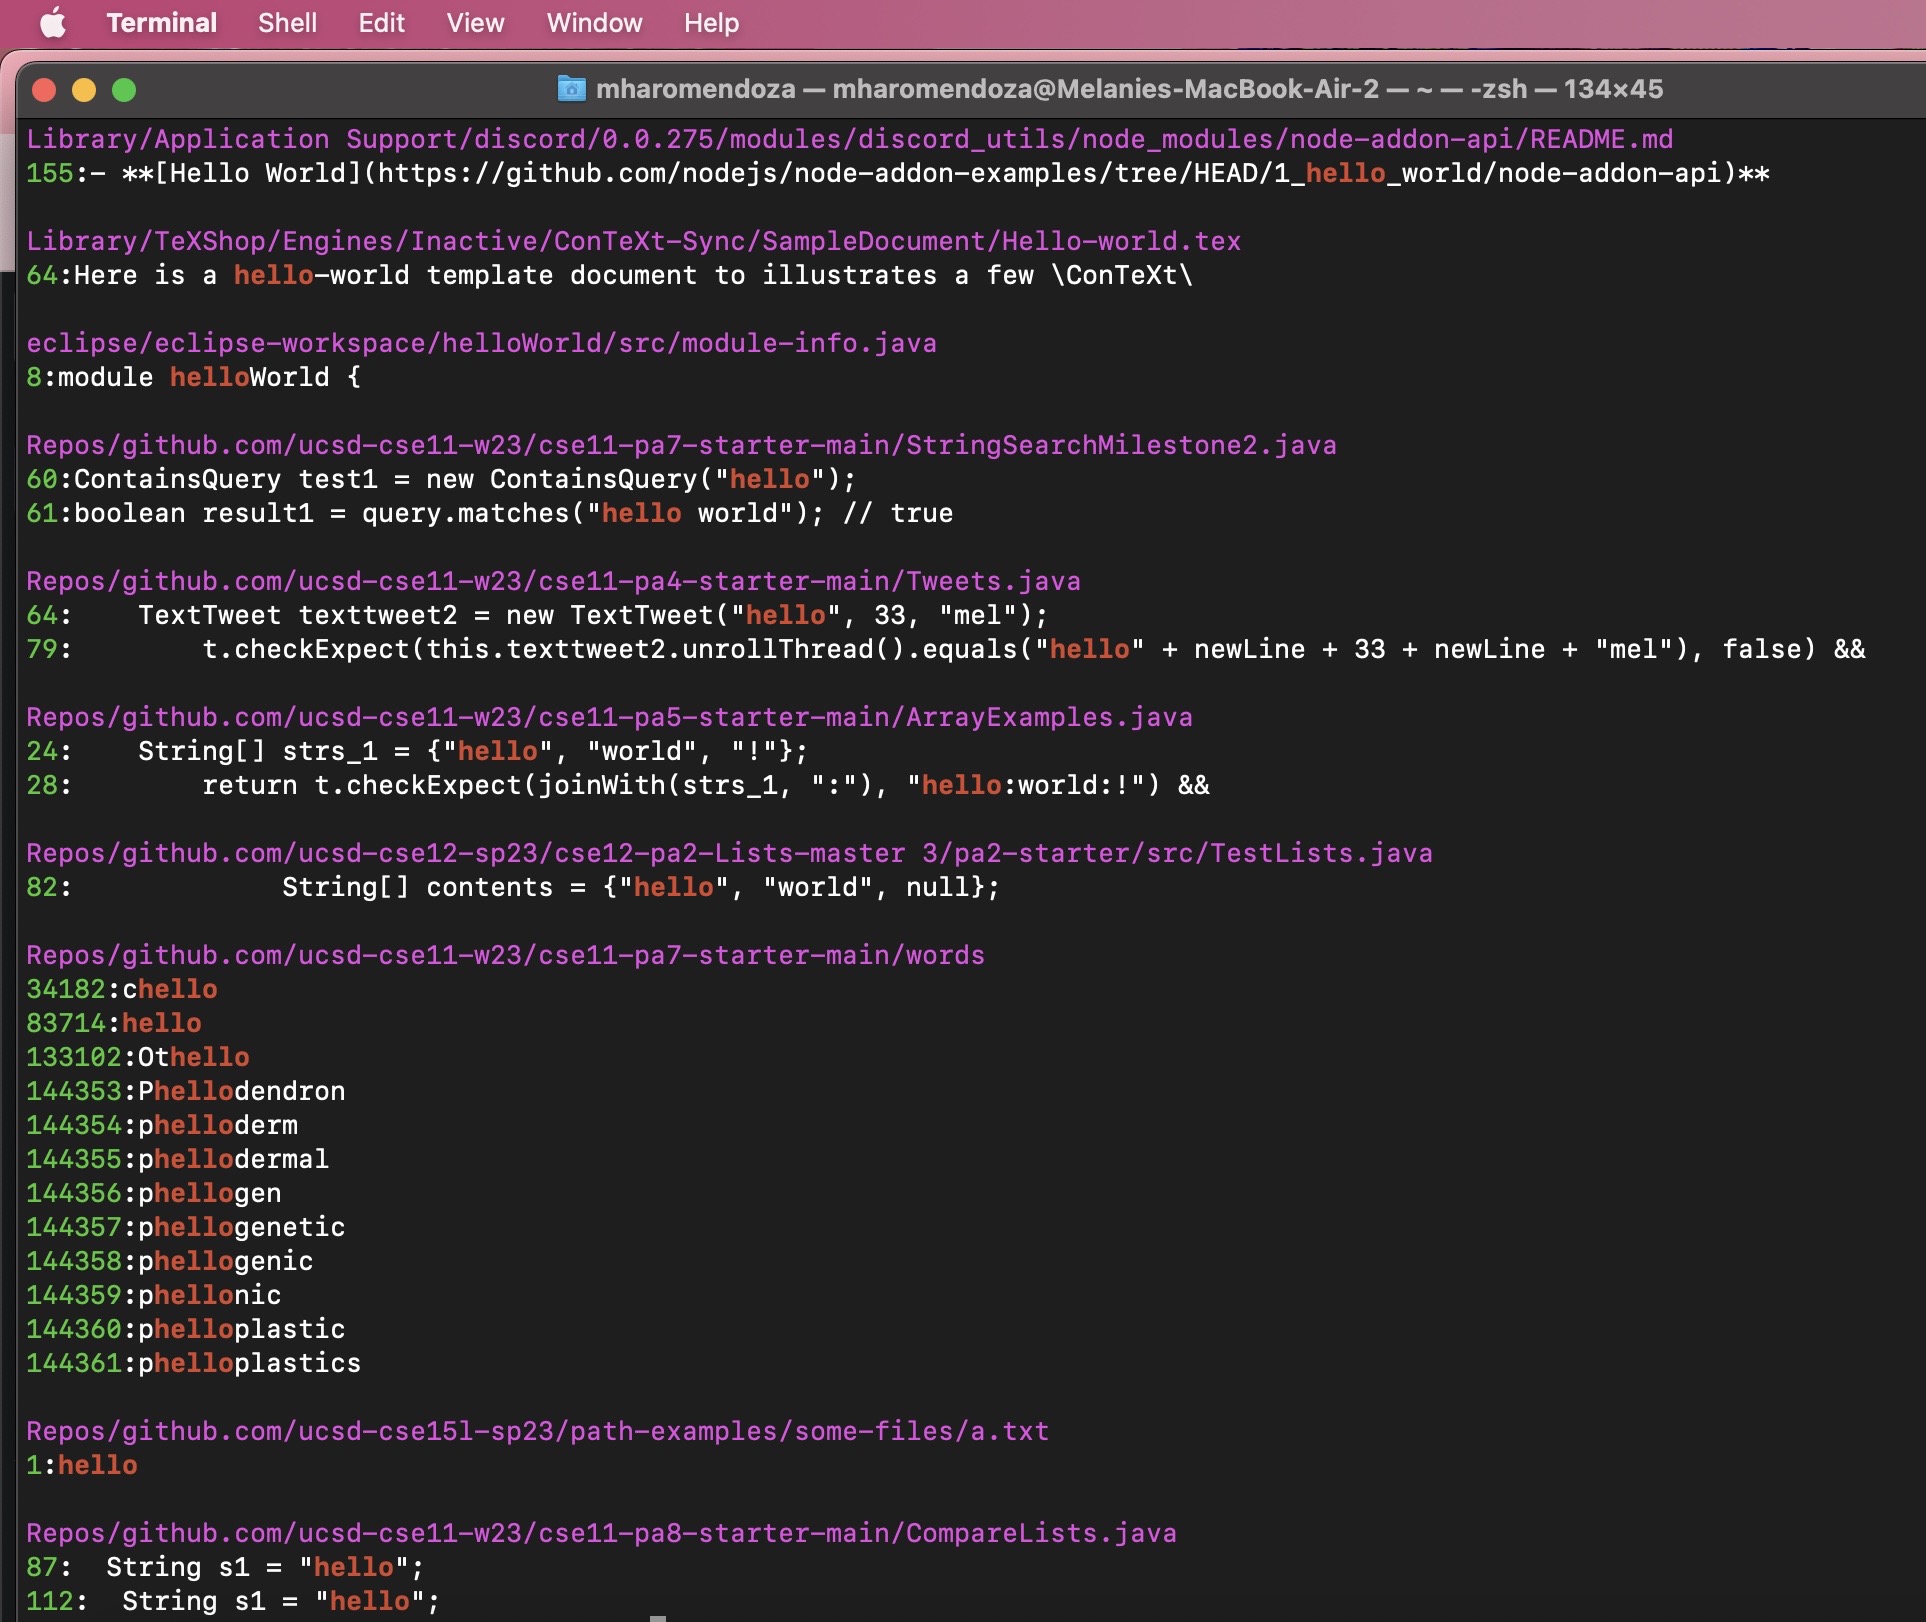 Terminal Shell Edit View Window Help
mharomendoza — mharomendoza@Melanies-MacBook-Air-2 — ~ — -zsh — 134×45
Library/Application Support/discord/0.0.275/modules/discord_utils/node_modules/node-addon-api/README.md
155:- **[Hello World](https://github.com/nodejs/node-addon-examples/tree/HEAD/1_hello_world/node-addon-api)**
Library/TeXShop/Engines/Inactive/ConTeXt-Sync/SampleDocument/Hello-world.tex
64:Here is a hello-world template document to illustrates a few \ConTeXt\
eclipse/eclipse-workspace/helloWorld/src/module-info.java
8:module helloWorld {
Repos/github.com/ucsd-cse11-w23/cse11-pa7-starter-main/StringSearchMilestone2.java
60:ContainsQuery test1 = new ContainsQuery("hello");
61:boolean result1 = query.matches("hello world"); // true
Repos/github.com/ucsd-cse11-w23/cse11-pa4-starter-main/Tweets.java
64:    TextTweet texttweet2 = new TextTweet("hello", 33, "mel");
79:        t.checkExpect(this.texttweet2.unrollThread().equals("hello" + newLine + 33 + newLine + "mel"), false) &&
Repos/github.com/ucsd-cse11-w23/cse11-pa5-starter-main/ArrayExamples.java
24:    String[] strs_1 = {"hello", "world", "!"};
28:        return t.checkExpect(joinWith(strs_1, ":"), "hello:world:!") &&
Repos/github.com/ucsd-cse12-sp23/cse12-pa2-Lists-master 3/pa2-starter/src/TestLists.java
82:             String[] contents = {"hello", "world", null};
Repos/github.com/ucsd-cse11-w23/cse11-pa7-starter-main/words
34182:chello
83714:hello
133102:Othello
144353:Phellodendron
144354:phelloderm
144355:phellodermal
144356:phellogen
144357:phellogenetic
144358:phellogenic
144359:phellonic
144360:phelloplastic
144361:phelloplastics
Repos/github.com/ucsd-cse15l-sp23/path-examples/some-files/a.txt
1:hello
Repos/github.com/ucsd-cse11-w23/cse11-pa8-starter-main/CompareLists.java
87:  String s1 = "hello";
112:  String s1 = "hello";